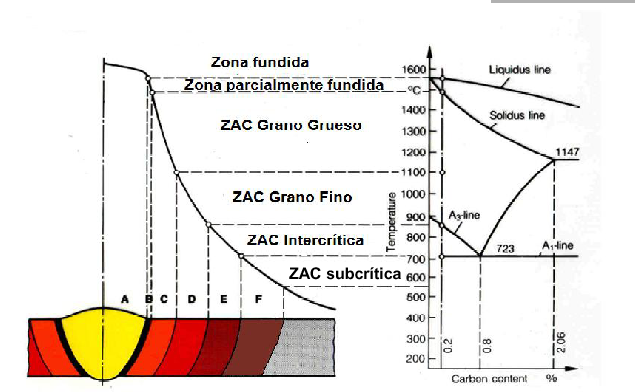 Zona fundida
Zona parcialmente fundida
ZAC Grano Grueso
ZAC Grano Fino
ZAC Intercrítica
ZAC subcrítica
A B C D E F
Temperature
1600
°C
1400
1300
1200
1100
1000
900
800
700
600
500
400
300
200
Liquidus line
Solidus line
1147
A3-line
723
A1-line
0.2
0.8
2.06
Carbon content %